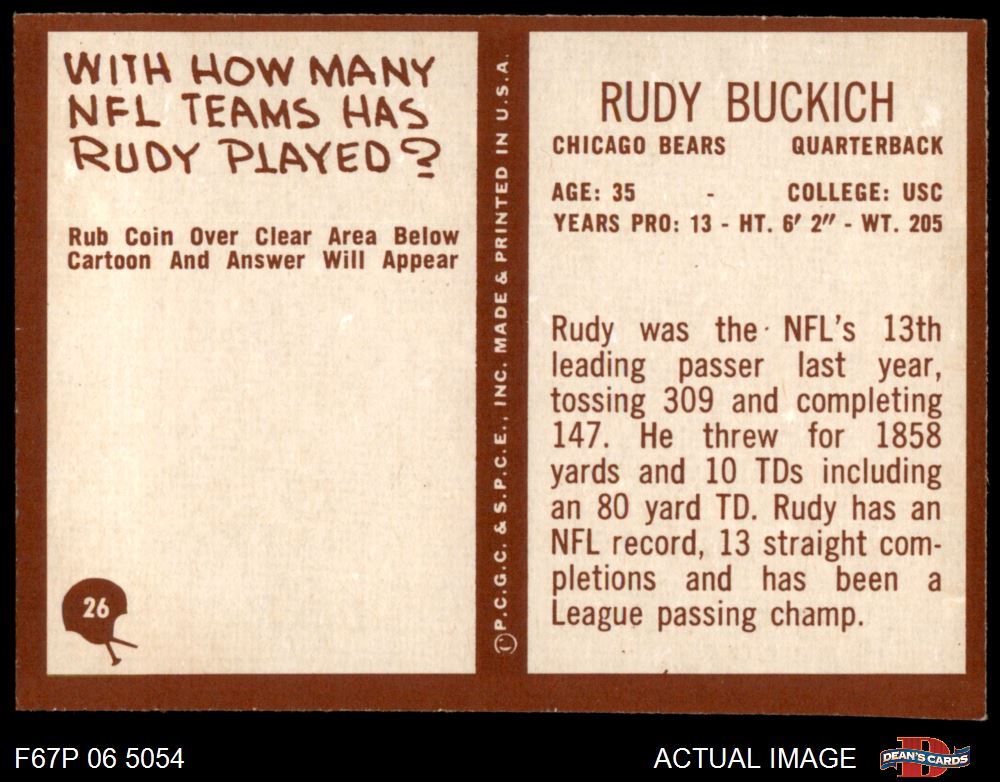 WITH HOW MANY
NFL TEAMS HAS
RUDY PLAYED?
Rub Coin Over Clear Area Below
Cartoon And Answer Will Appear
26
©P.C.G.C. & S.P.C.E., INC. MADE & PRINTED IN U.S.A.
RUDY BUCKICH
CHICAGO BEARS QUARTERBACK
AGE: 35 - COLLEGE: USC
YEARS PRO: 13 - HT. 6' 2" - WT. 205
Rudy was the NFL's 13th
leading passer last year,
tossing 309 and completing
147. He threw for 1858
yards and 10 TDs including
an 80 yard TD. Rudy has an
NFL record, 13 straight com-
pletions and has been a
League passing champ.
F67P 06 5054
ACTUAL IMAGE
D
DEAN'S CARDS